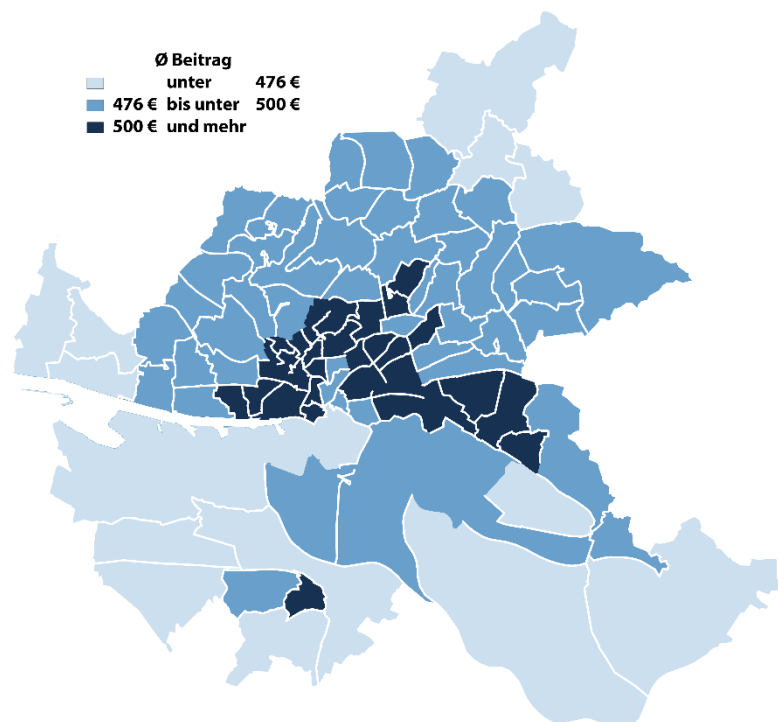 Ø Beitrag
unter 476 €
476 € bis unter 500 €
500 € und mehr